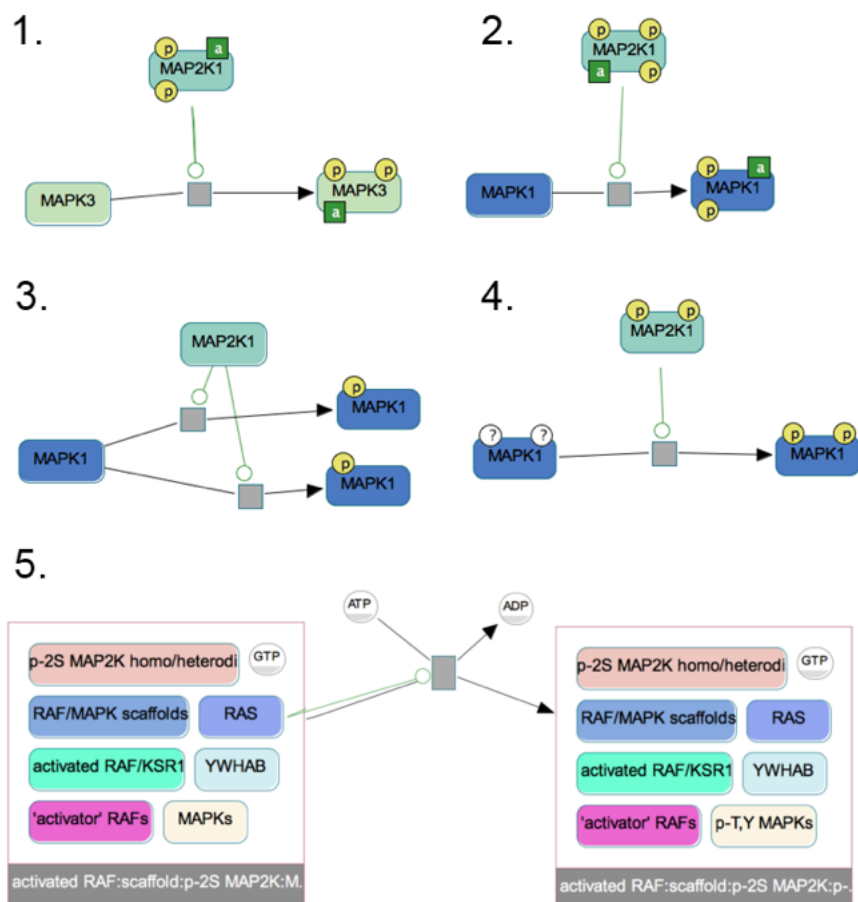 1.
p
a
MAP2K1
p
MAPK3
p
p
MAPK3
a
2.
p
p
MAP2K1
a
p
MAPK1
p
a
MAPK1
p
3.
MAP2K1
p
MAPK1
MAPK1
p
MAPK1
4.
p
p
MAP2K1
?
?
MAPK1
p
p
MAPK1
5.
ATP
ADP
p-2S MAP2K homo/heterodi
GTP
RAF/MAPK scaffolds
RAS
activated RAF/KSR1
YWHAB
'activator' RAFs
MAPKs
activated RAF:scaffold:p-2S MAP2K:M.
p-2S MAP2K homo/heterodi
GTP
RAF/MAPK scaffolds
RAS
activated RAF/KSR1
YWHAB
'activator' RAFs
p-T,Y MAPKs
activated RAF:scaffold:p-2S MAP2K:p-.